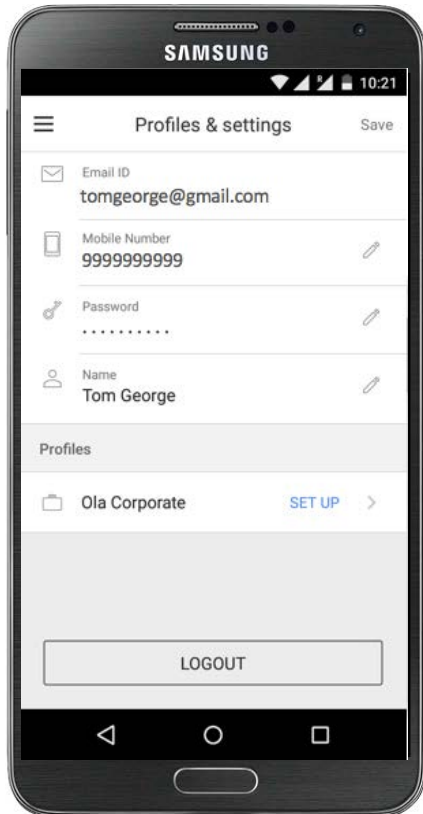 SAMSUNG
R 10:21
Profiles & settings Save
Email ID
tomgeorge@gmail.com
Mobile Number
9999999999
Password
..........
Name
Tom George
Profiles
Ola Corporate SET UP
LOGOUT